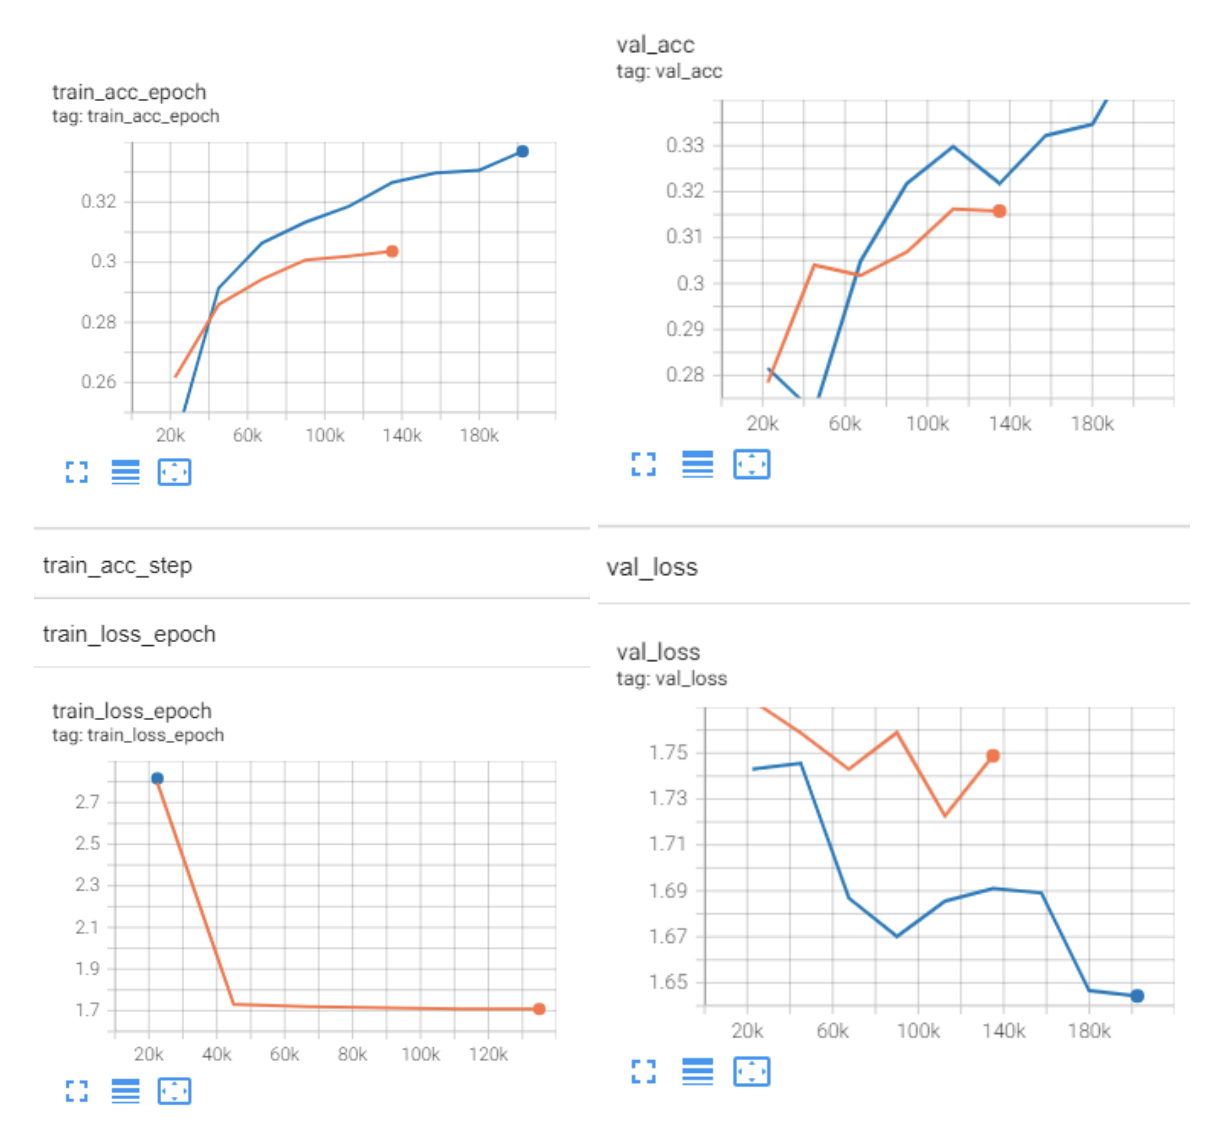 train_acc_epoch
tag: train_acc_epoch
0.32
0.3
0.28
0.26
20k 60k 100k 140k 180k
train_acc_step
train_loss_epoch
train_loss_epoch
tag: train_loss_epoch
2.7
2.5
2.3
2.1
1.9
1.7
20k 40k 60k 80k 100k 120k
val_acc
tag: val_acc
0.33
0.32
0.31
0.3
0.29
0.28
20k 60k 100k 140k 180k
val_loss
val_loss
tag: val_loss
1.75
1.73
1.71
1.69
1.67
1.65
20k 60k 100k 140k 180k